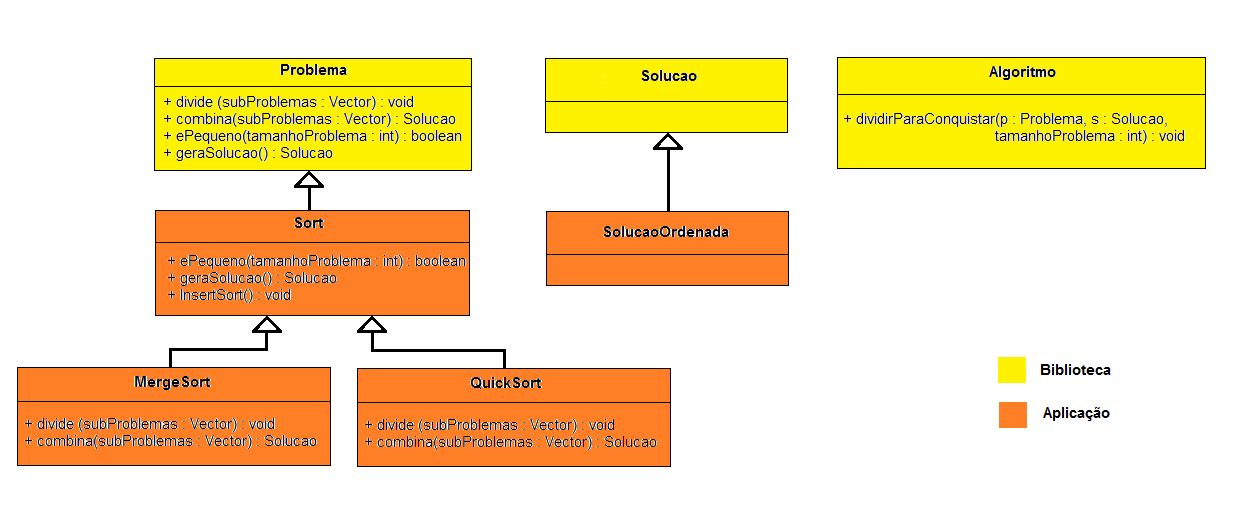 Problema
+ divide (subProblemas : Vector) : void
+ combina(subProblemas : Vector) : Solucao
+ ePequeno(tamanhoProblema : int) : boolean
+ geraSolucao() : Solucao
Solucao
Algoritmo
+ dividirParaConquistar(p : Problema, s : Solucao,
tamanhoProblema : int) : void
Sort
+ ePequeno(tamanhoProblema : int) : boolean
+ geraSolucao() : Solucao
+ InsertSort() : void
SolucaoOrdenada
MergeSort
+ divide (subProblemas : Vector) : void
+ combina(subProblemas : Vector) : Solucao
QuickSort
+ divide (subProblemas : Vector) : void
+ combina(subProblemas : Vector) : Solucao
Biblioteca
Aplicação